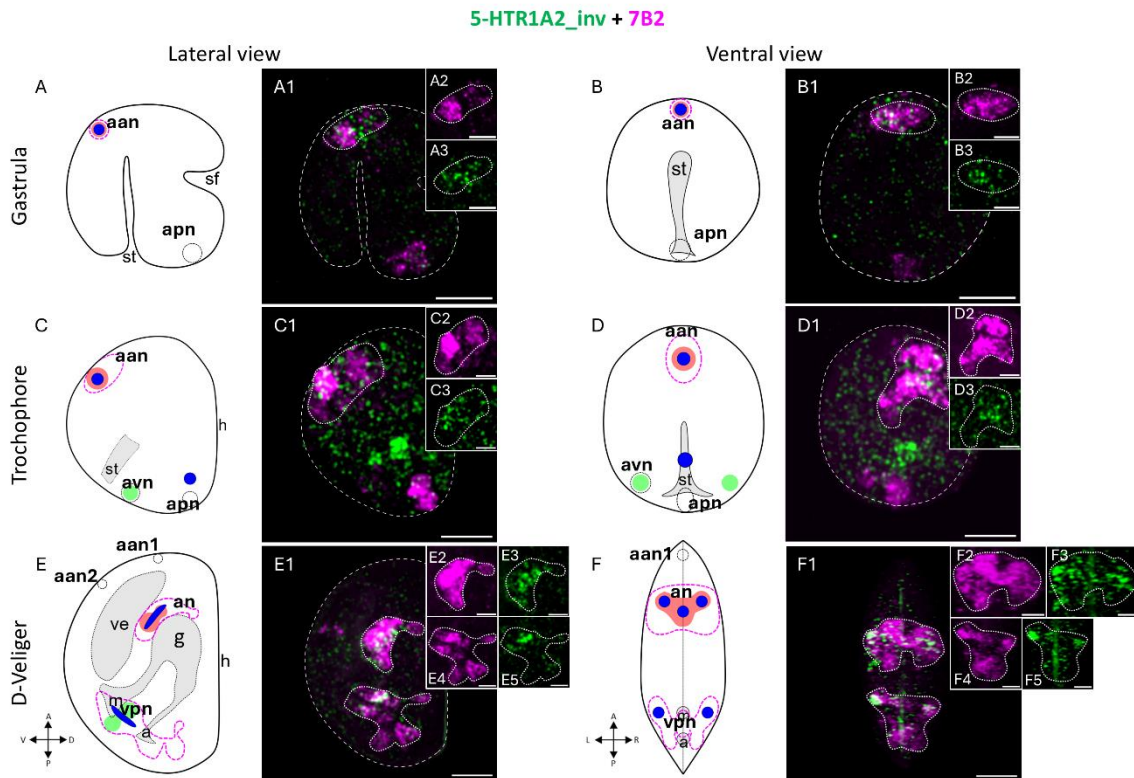 5-HTR1A2_inv + 7B2
Lateral view
Ventral view
Gastrula
A
aan
sf
apn
st
A1
A2
A3
B
aan
st
apn
B1
B2
B3
Trochophore
C
aan
h
st
avn
apn
C1
C2
C3
D
aan
avn
st
apn
D1
D2
D3
D-Veliger
E
aan1
aan2
an
ve
g
h
m
vpn
a
A
V
D
P
E1
E2
E3
E4
E5
F
aan1
an
m
vpn
a
A
L
R
P
F1
F2
F3
F4
F5